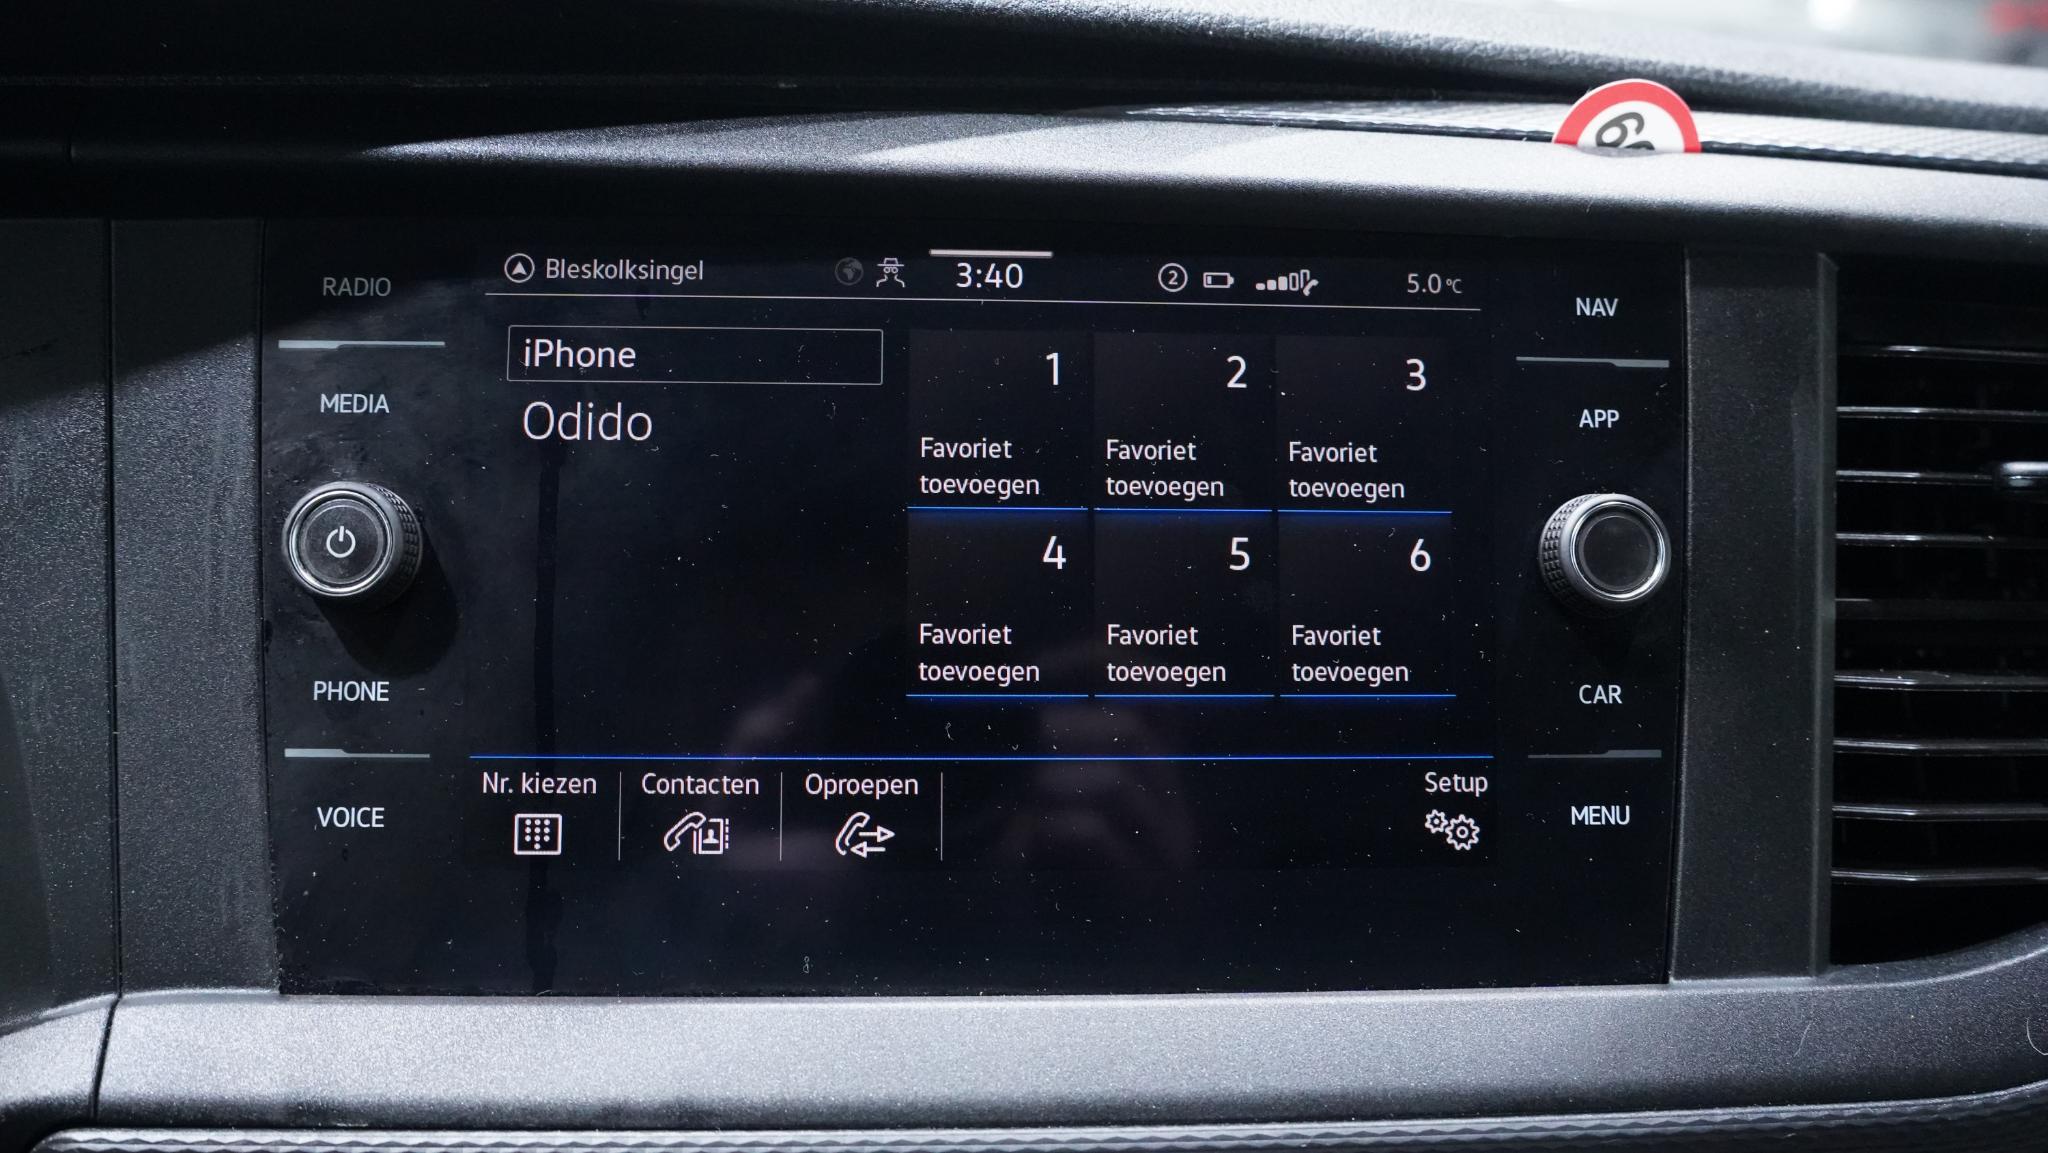 60
RADIO
MEDIA
PHONE
VOICE
Bleskolksingel
3:40
2
5.0 °C
iPhone
Odido
1
Favoriet
toevoegen
2
Favoriet
toevoegen
3
Favoriet
toevoegen
4
Favoriet
toevoegen
5
Favoriet
toevoegen
6
Favoriet
toevoegen
Nr. kiezen
Contacten
Oproepen
Setup
NAV
APP
CAR
MENU